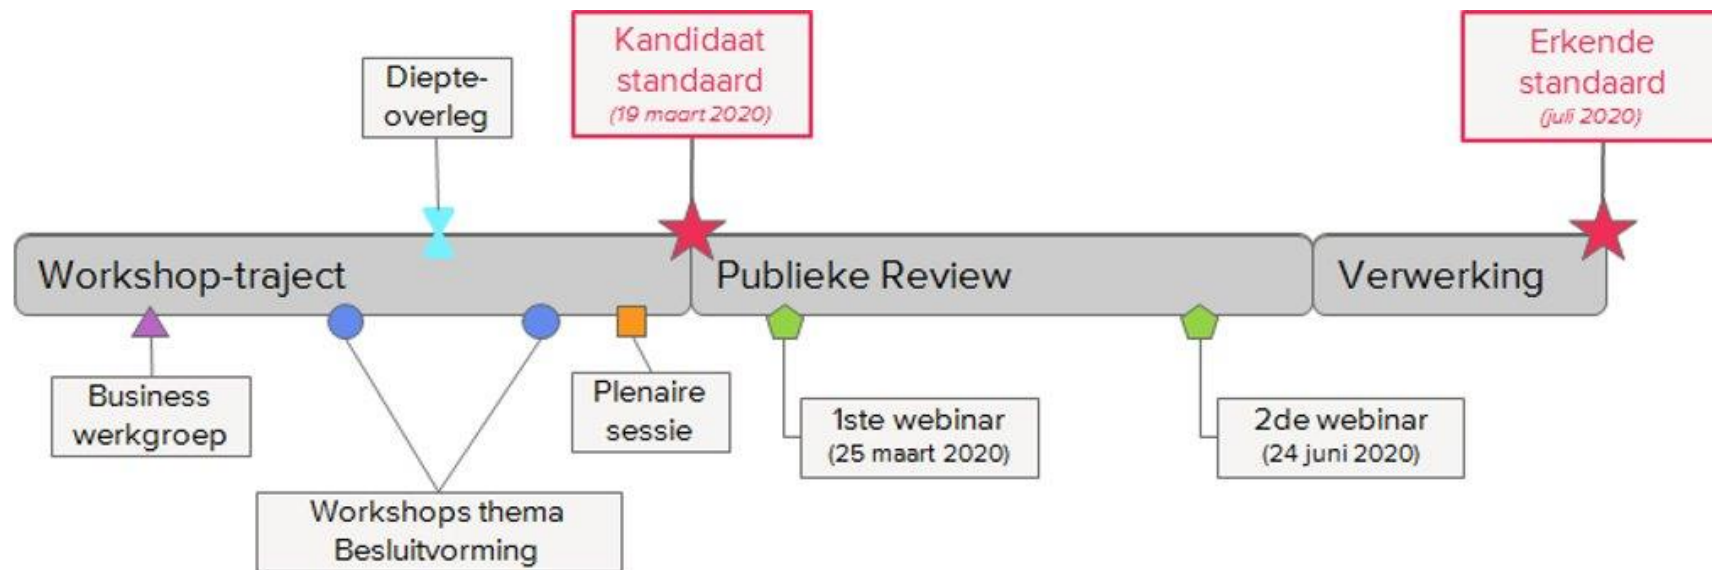 Kandidaat
standaard
(19 maart 2020)
Erkende
standaard
(juli 2020)
Diepte-
overleg
Workshop-traject
Publieke Review
Verwerking
Business
werkgroep
Plenaire
sessie
1ste webinar
(25 maart 2020)
2de webinar
(24 juni 2020)
Workshops thema
Besluitvorming